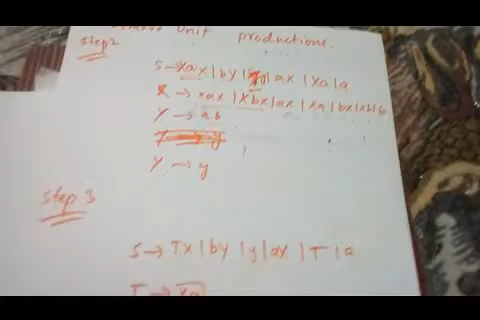 unit productions.
Step2
S → XaX | bY | y | aX | Xa | a
X → XaX | XbX | aX | Xa | bX | Xb | b
Y → ab
Y → y
Step 3
S → TX | bY | y | aX | T | a
T → Xa